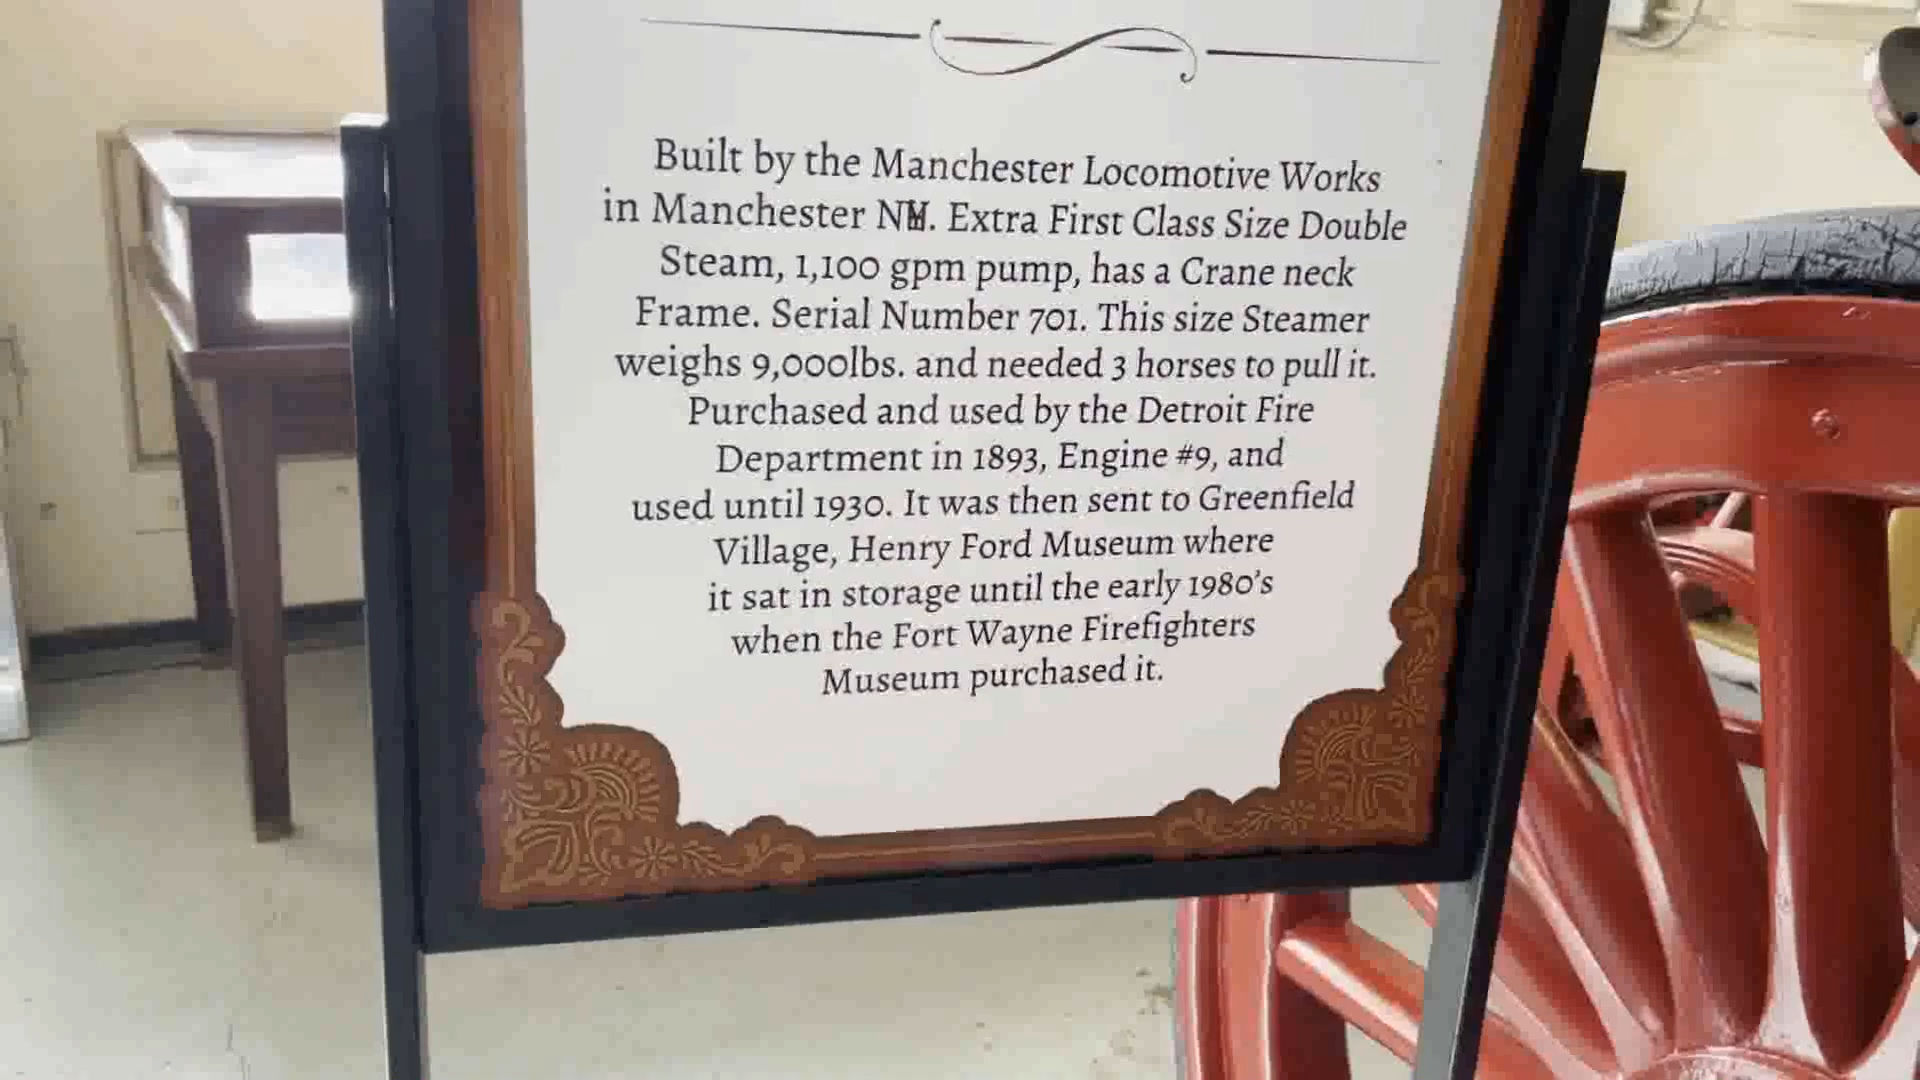 Built by the Manchester Locomotive Works
in Manchester NH. Extra First Class Size Double
Steam, 1,100 gpm pump, has a Crane neck
Frame. Serial Number 701. This size Steamer
weighs 9,000lbs. and needed 3 horses to pull it.
Purchased and used by the Detroit Fire
Department in 1893, Engine #9, and
used until 1930. It was then sent to Greenfield
Village, Henry Ford Museum where
it sat in storage until the early 1980's
when the Fort Wayne Firefighters
Museum purchased it.